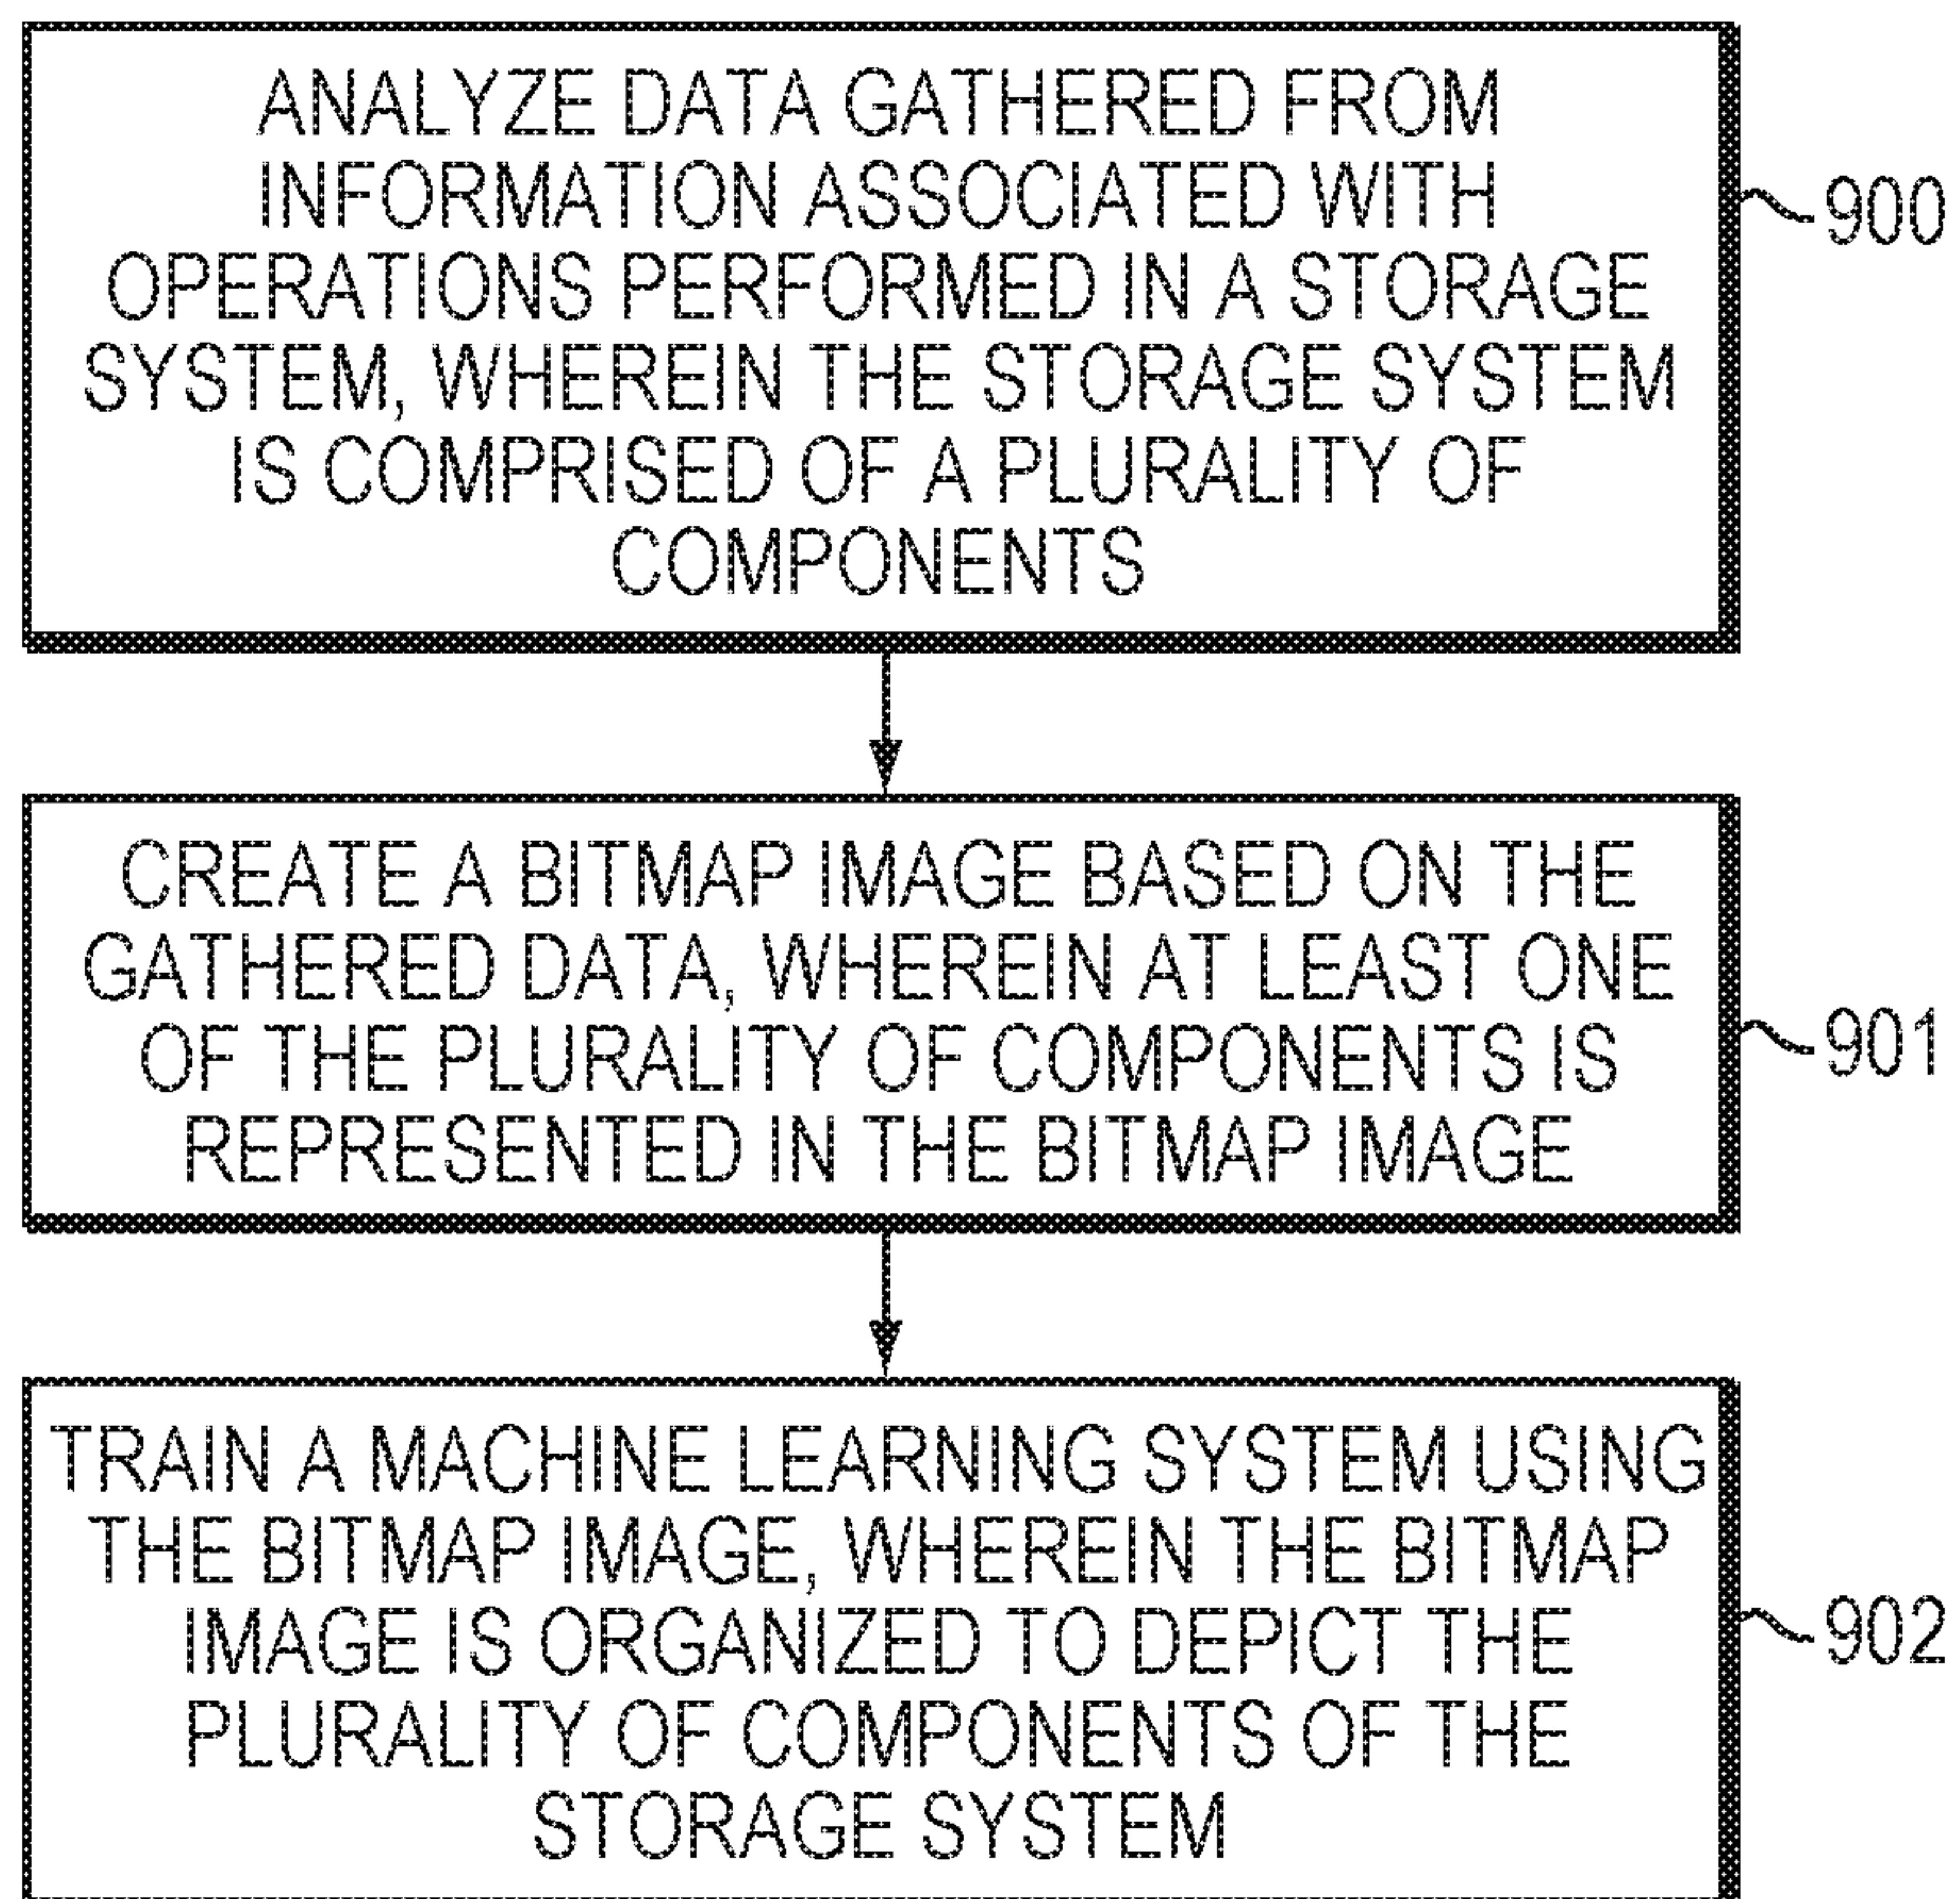 ANALYZE DATA GATHERED FROM
INFORMATION ASSOCIATED WITH
OPERATIONS PERFORMED IN A STORAGE
SYSTEM, WHEREIN THE STORAGE SYSTEM
IS COMPRISED OF A PLURALITY OF
COMPONENTS
900
CREATE A BITMAP IMAGE BASED ON THE
GATHERED DATA, WHEREIN AT LEAST ONE
OF THE PLURALITY OF COMPONENTS IS
REPRESENTED IN THE BITMAP IMAGE
901
TRAIN A MACHINE LEARNING SYSTEM USING
THE BITMAP IMAGE, WHEREIN THE BITMAP
IMAGE IS ORGANIZED TO DEPICT THE
PLURALITY OF COMPONENTS OF THE
STORAGE SYSTEM
902